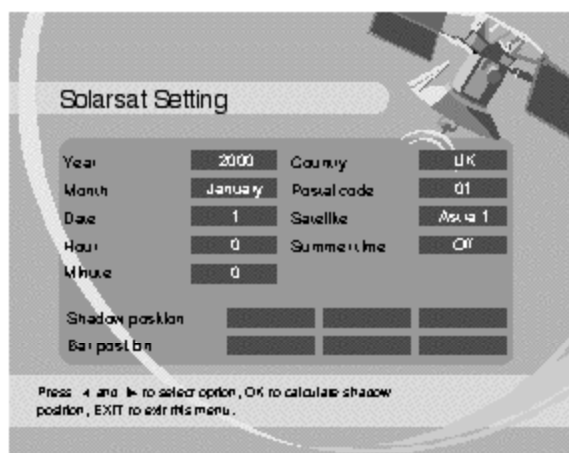 Solarsat Setting
Year 2000 Country UK
Month January Postal code 01
Date 1 Satellite Astra 1
Hour 0 Summer time Off
Minute 0
Shadow position
Bar position
Press ◄ and ► to select option, OK to calculate shadow
position, EXIT to exit this menu.